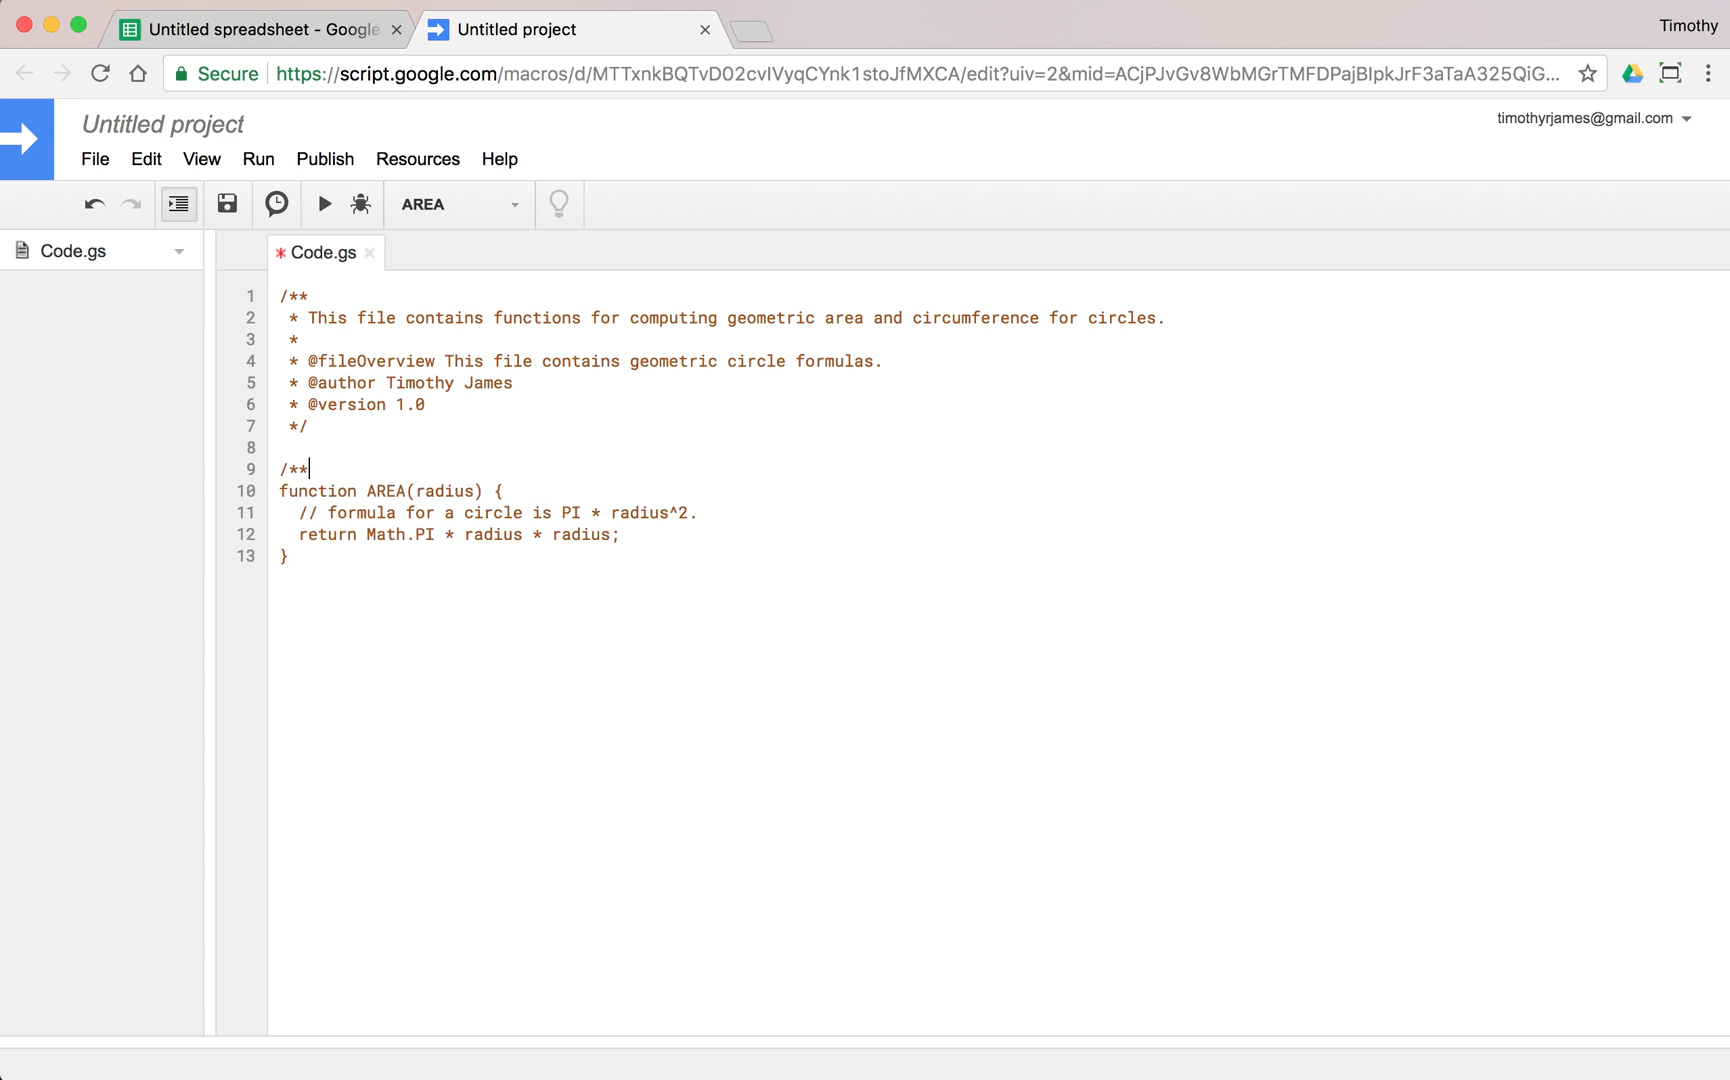 Untitled spreadsheet - Google
Untitled project
Timothy
Secure
https://script.google.com/macros/d/MTTxnkBQTvD02cvIVyqCYnk1stoJfMXCA/edit?uiv=2&mid=ACjPJvGv8WbMGrTMFDPajBIpkJrF3aTaA325QiG...
Untitled project
timothyrjames@gmail.com
File Edit View Run Publish Resources Help
AREA
Code.gs
* Code.gs
1 /**
2 * This file contains functions for computing geometric area and circumference for circles.
3 *
4 * @fileOverview This file contains geometric circle formulas.
5 * @author Timothy James
6 * @version 1.0
7 */
8
9 /**
10 function AREA(radius) {
11 // formula for a circle is PI * radius^2.
12 return Math.PI * radius * radius;
13 }